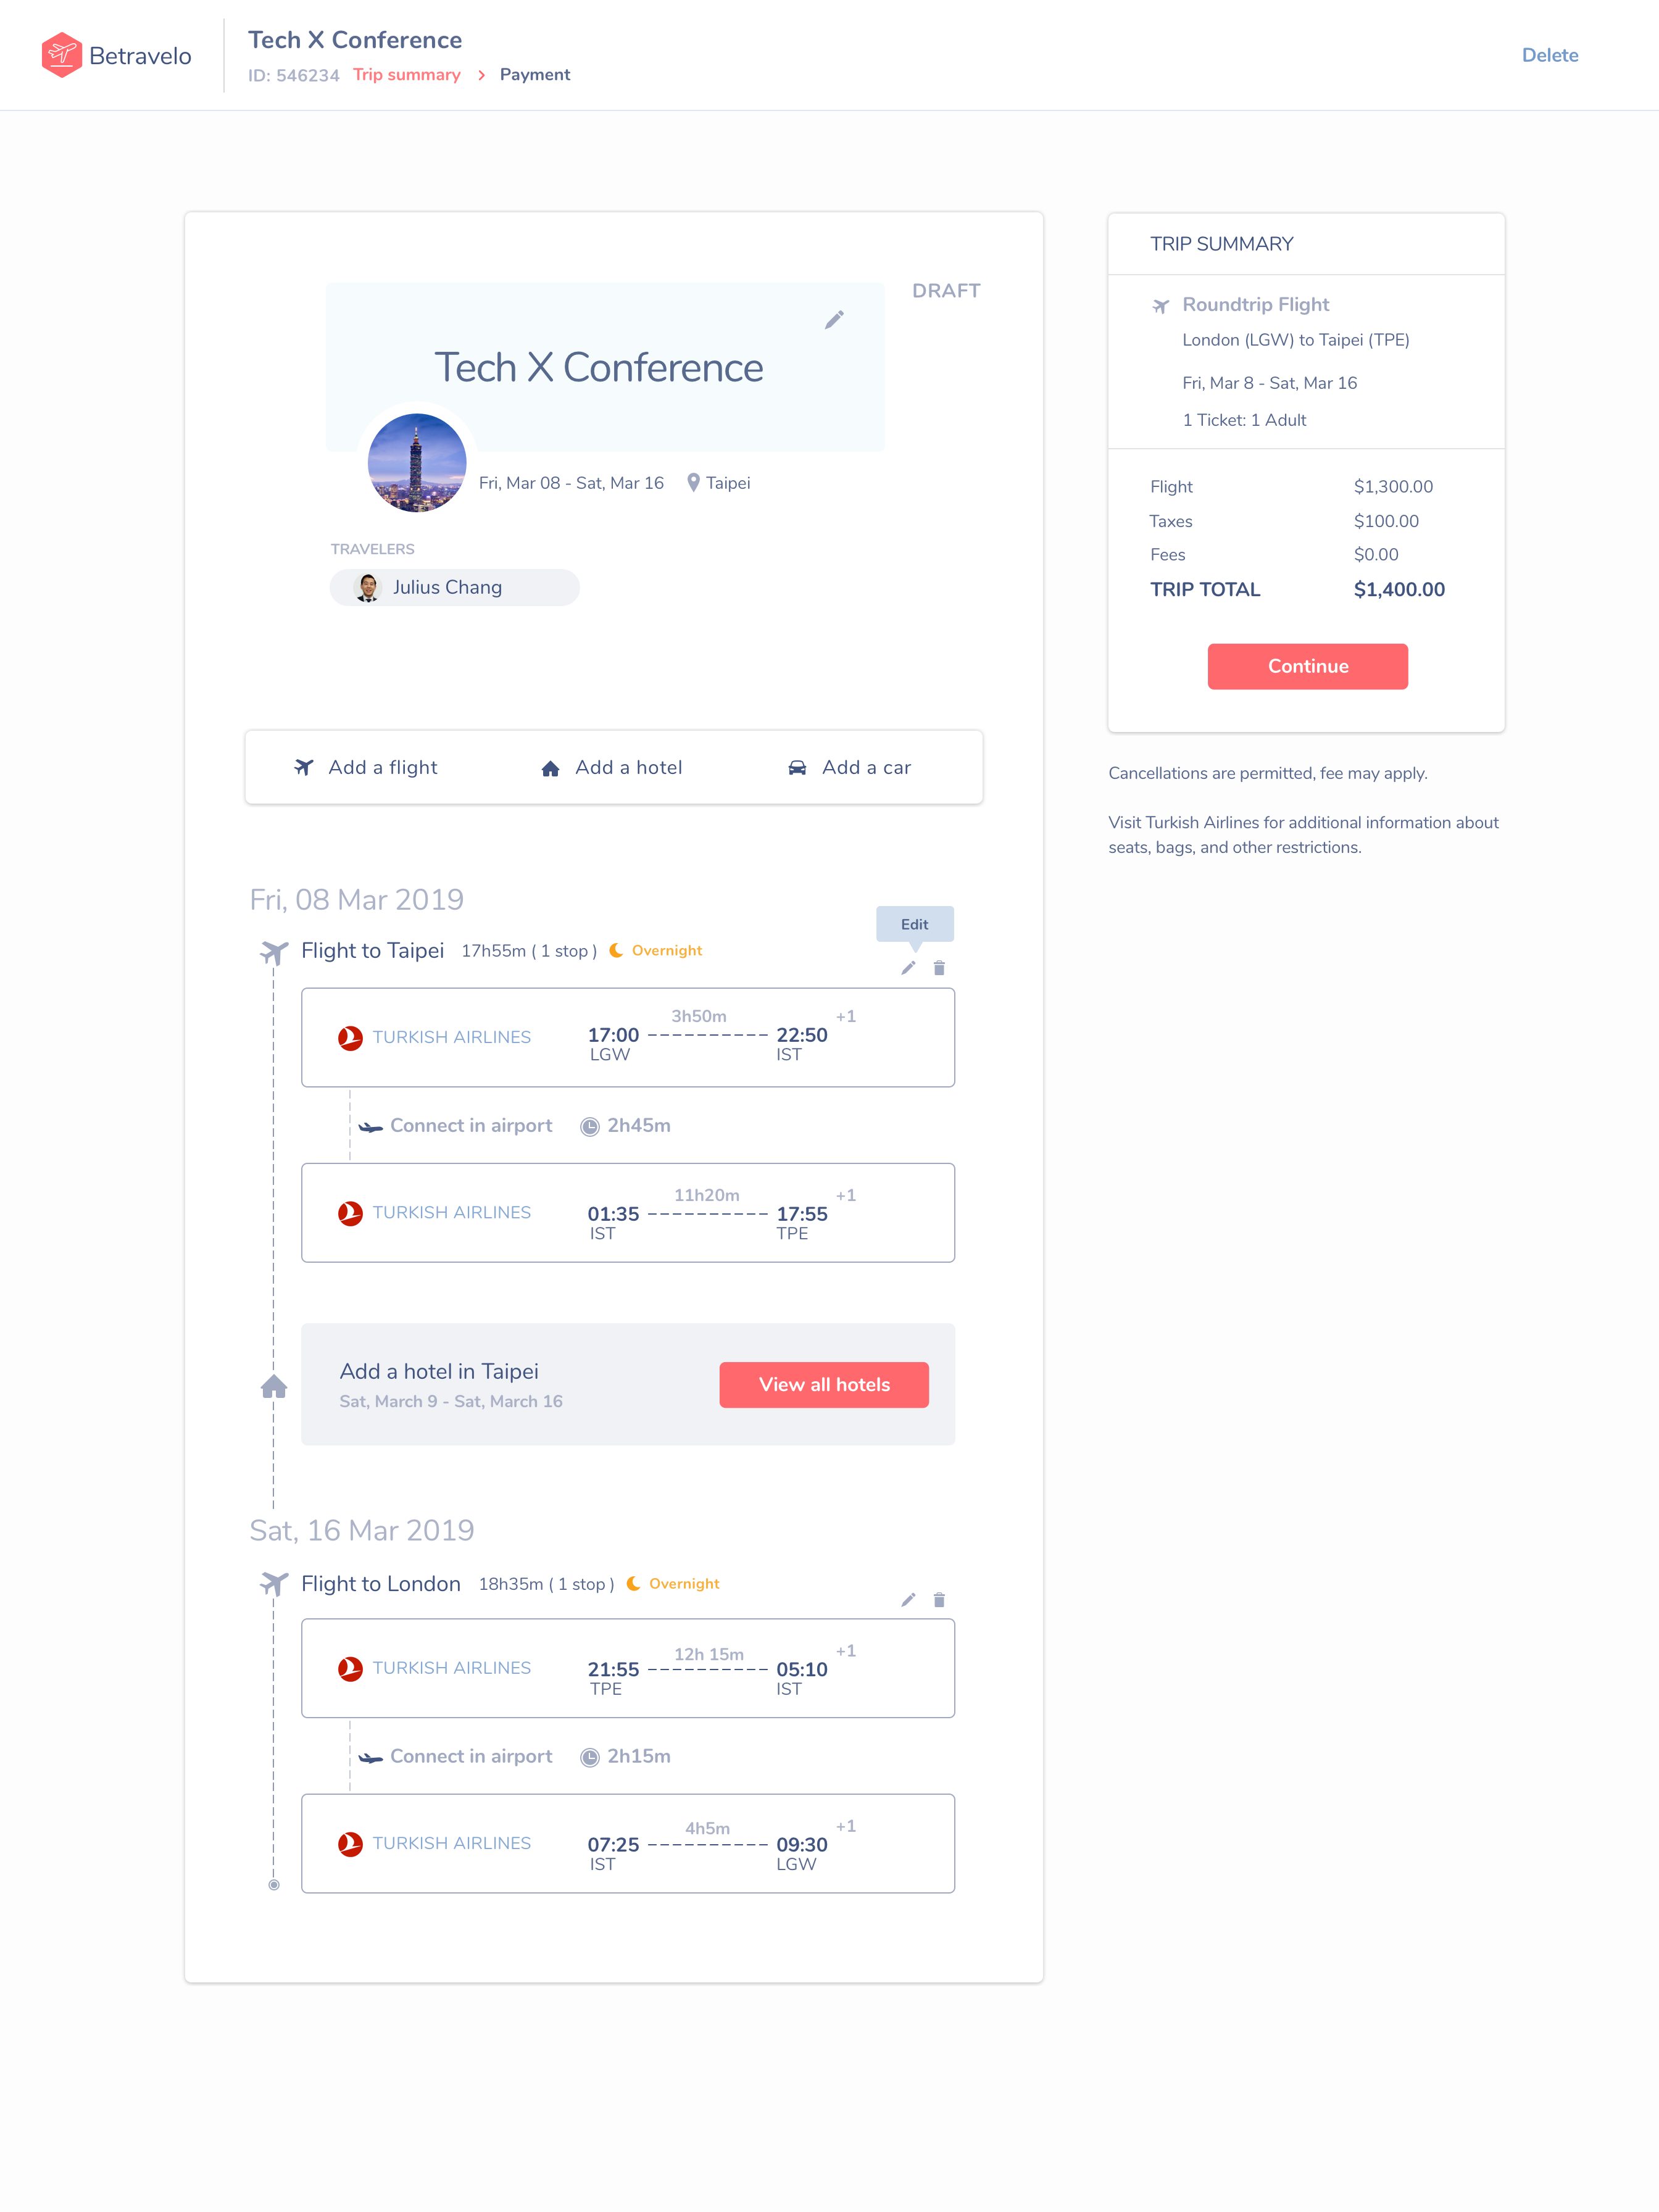 Betravelo
Tech X Conference
ID: 546234 Trip summary > Payment
Delete
DRAFT
Tech X Conference
Fri, Mar 08 - Sat, Mar 16 Taipei
TRAVELERS
Julius Chang
Add a flight Add a hotel Add a car
Fri, 08 Mar 2019
Edit
Flight to Taipei 17h55m ( 1 stop ) Overnight
3h50m +1
TURKISH AIRLINES 17:00 22:50
LGW IST
Connect in airport 2h45m
11h20m +1
TURKISH AIRLINES 01:35 17:55
IST TPE
Add a hotel in Taipei
Sat, March 9 - Sat, March 16
View all hotels
Sat, 16 Mar 2019
Flight to London 18h35m ( 1 stop ) Overnight
12h 15m +1
TURKISH AIRLINES 21:55 05:10
TPE IST
Connect in airport 2h15m
4h5m +1
TURKISH AIRLINES 07:25 09:30
IST LGW
TRIP SUMMARY
Roundtrip Flight
London (LGW) to Taipei (TPE)
Fri, Mar 8 - Sat, Mar 16
1 Ticket: 1 Adult
Flight $1,300.00
Taxes $100.00
Fees $0.00
TRIP TOTAL $1,400.00
Continue
Cancellations are permitted, fee may apply.
Visit Turkish Airlines for additional information about
seats, bags, and other restrictions.